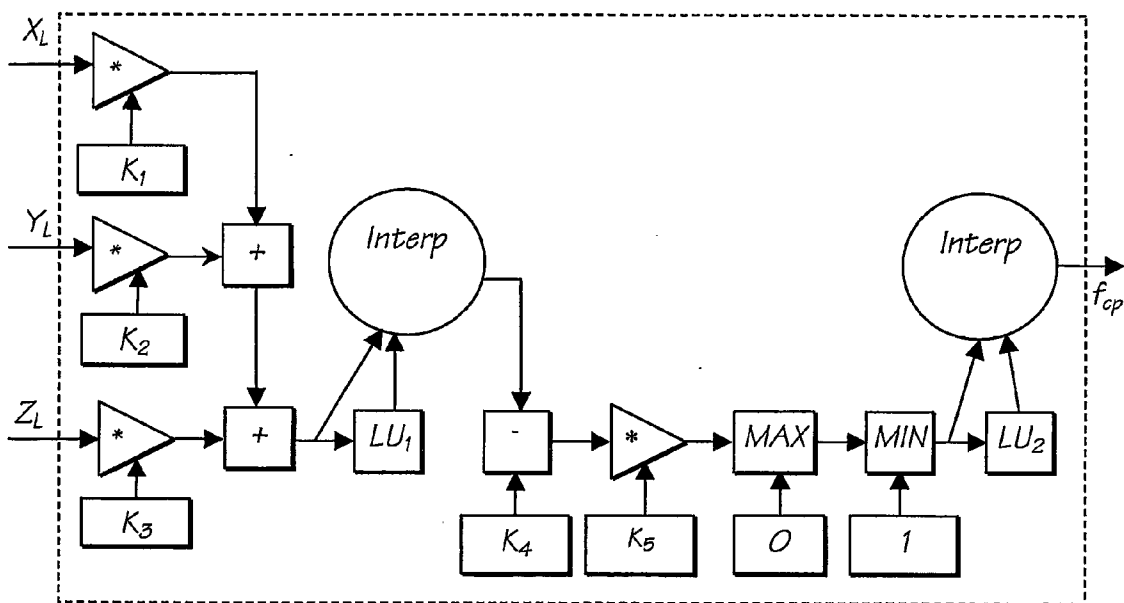 X_L
*
K_1
Y_L
*
+
K_2
Interp
Interp
f_cp
Z_L
*
+
LU_1
-
*
MAX
MIN
LU_2
K_3
K_4
K_5
0
1